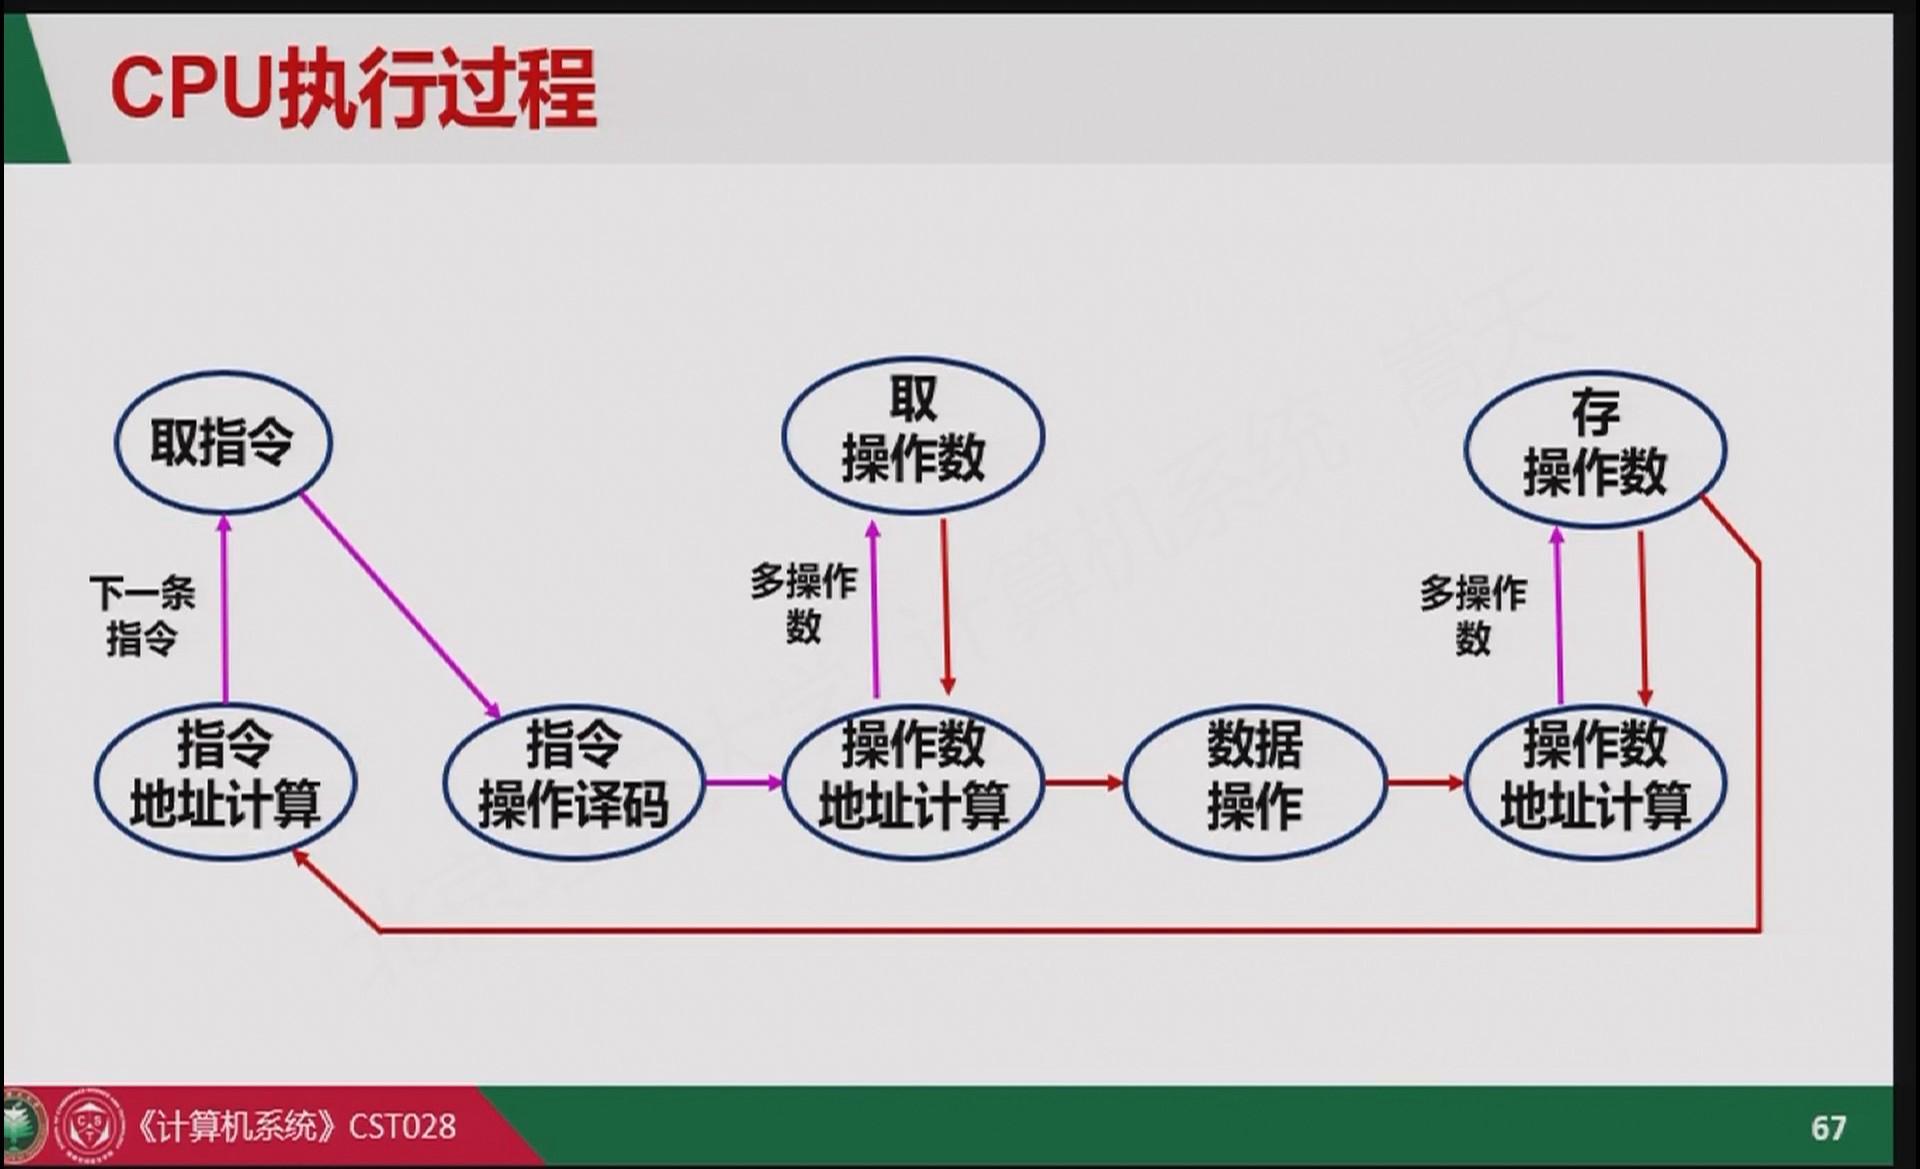 CPU执行过程
取指令
取
操作数
存
操作数
下一条
指令
多操作
数
多操作
数
指令
地址计算
指令
操作译码
操作数
地址计算
数据
操作
操作数
地址计算
《计算机系统》CST028
67